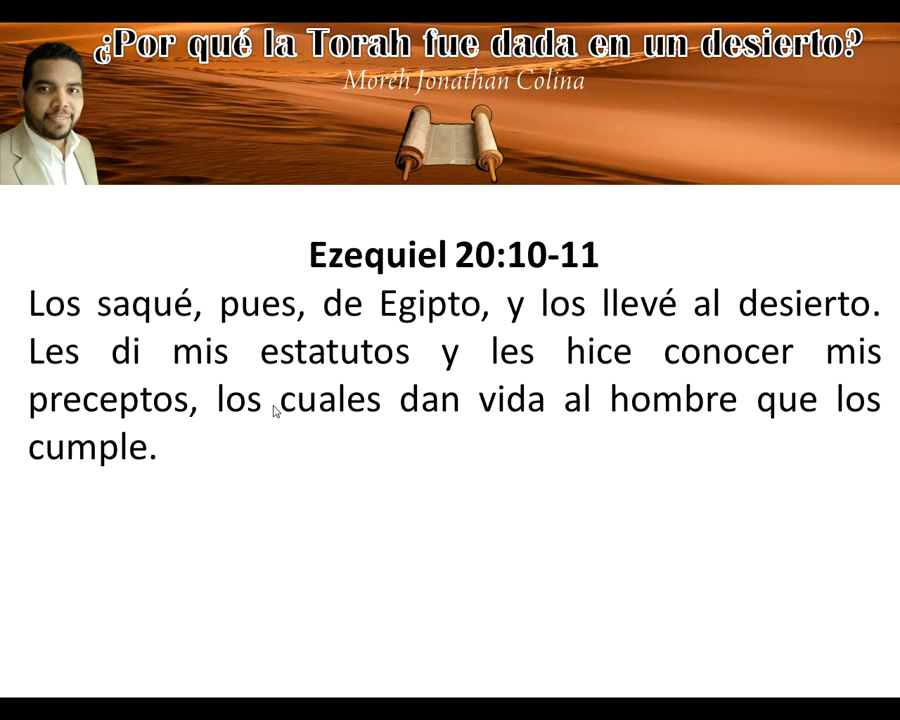 ¿Por qué la Torah fue dada en un desierto?
Moréh Jonathan Colina
Ezequiel 20:10-11
Los saqué, pues, de Egipto, y los llevé al desierto.
Les di mis estatutos y les hice conocer mis
preceptos, los cuales dan vida al hombre que los
cumple.